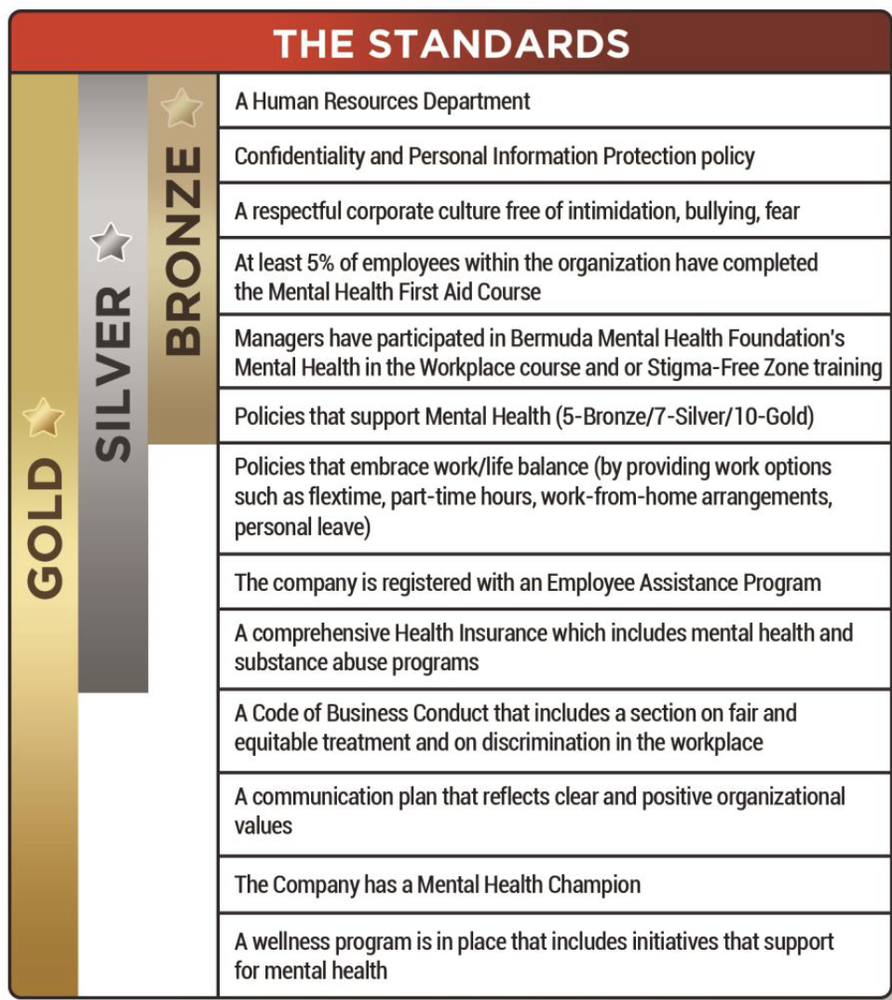 THE STANDARDS
GOLD
SILVER
BRONZE
A Human Resources Department
Confidentiality and Personal Information Protection policy
A respectful corporate culture free of intimidation, bullying, fear
At least 5% of employees within the organization have completed
the Mental Health First Aid Course
Managers have participated in Bermuda Mental Health Foundation's
Mental Health in the Workplace course and or Stigma-Free Zone training
Policies that support Mental Health (5-Bronze/7-Silver/10-Gold)
Policies that embrace work/life balance (by providing work options
such as flextime, part-time hours, work-from-home arrangements,
personal leave)
The company is registered with an Employee Assistance Program
A comprehensive Health Insurance which includes mental health and
substance abuse programs
A Code of Business Conduct that includes a section on fair and
equitable treatment and on discrimination in the workplace
A communication plan that reflects clear and positive organizational
values
The Company has a Mental Health Champion
A wellness program is in place that includes initiatives that support
for mental health